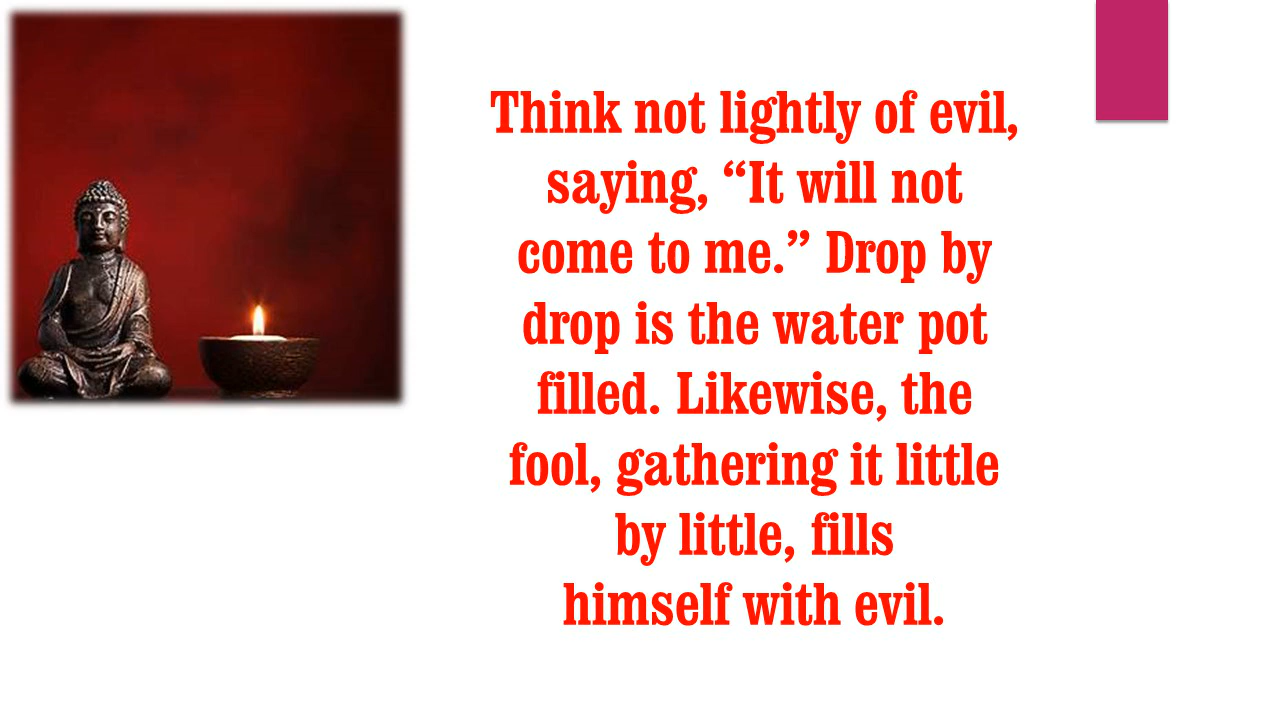 Think not lightly of evil,
saying, “It will not
come to me.” Drop by
drop is the water pot
filled. Likewise, the
fool, gathering it little
by little, fills
himself with evil.